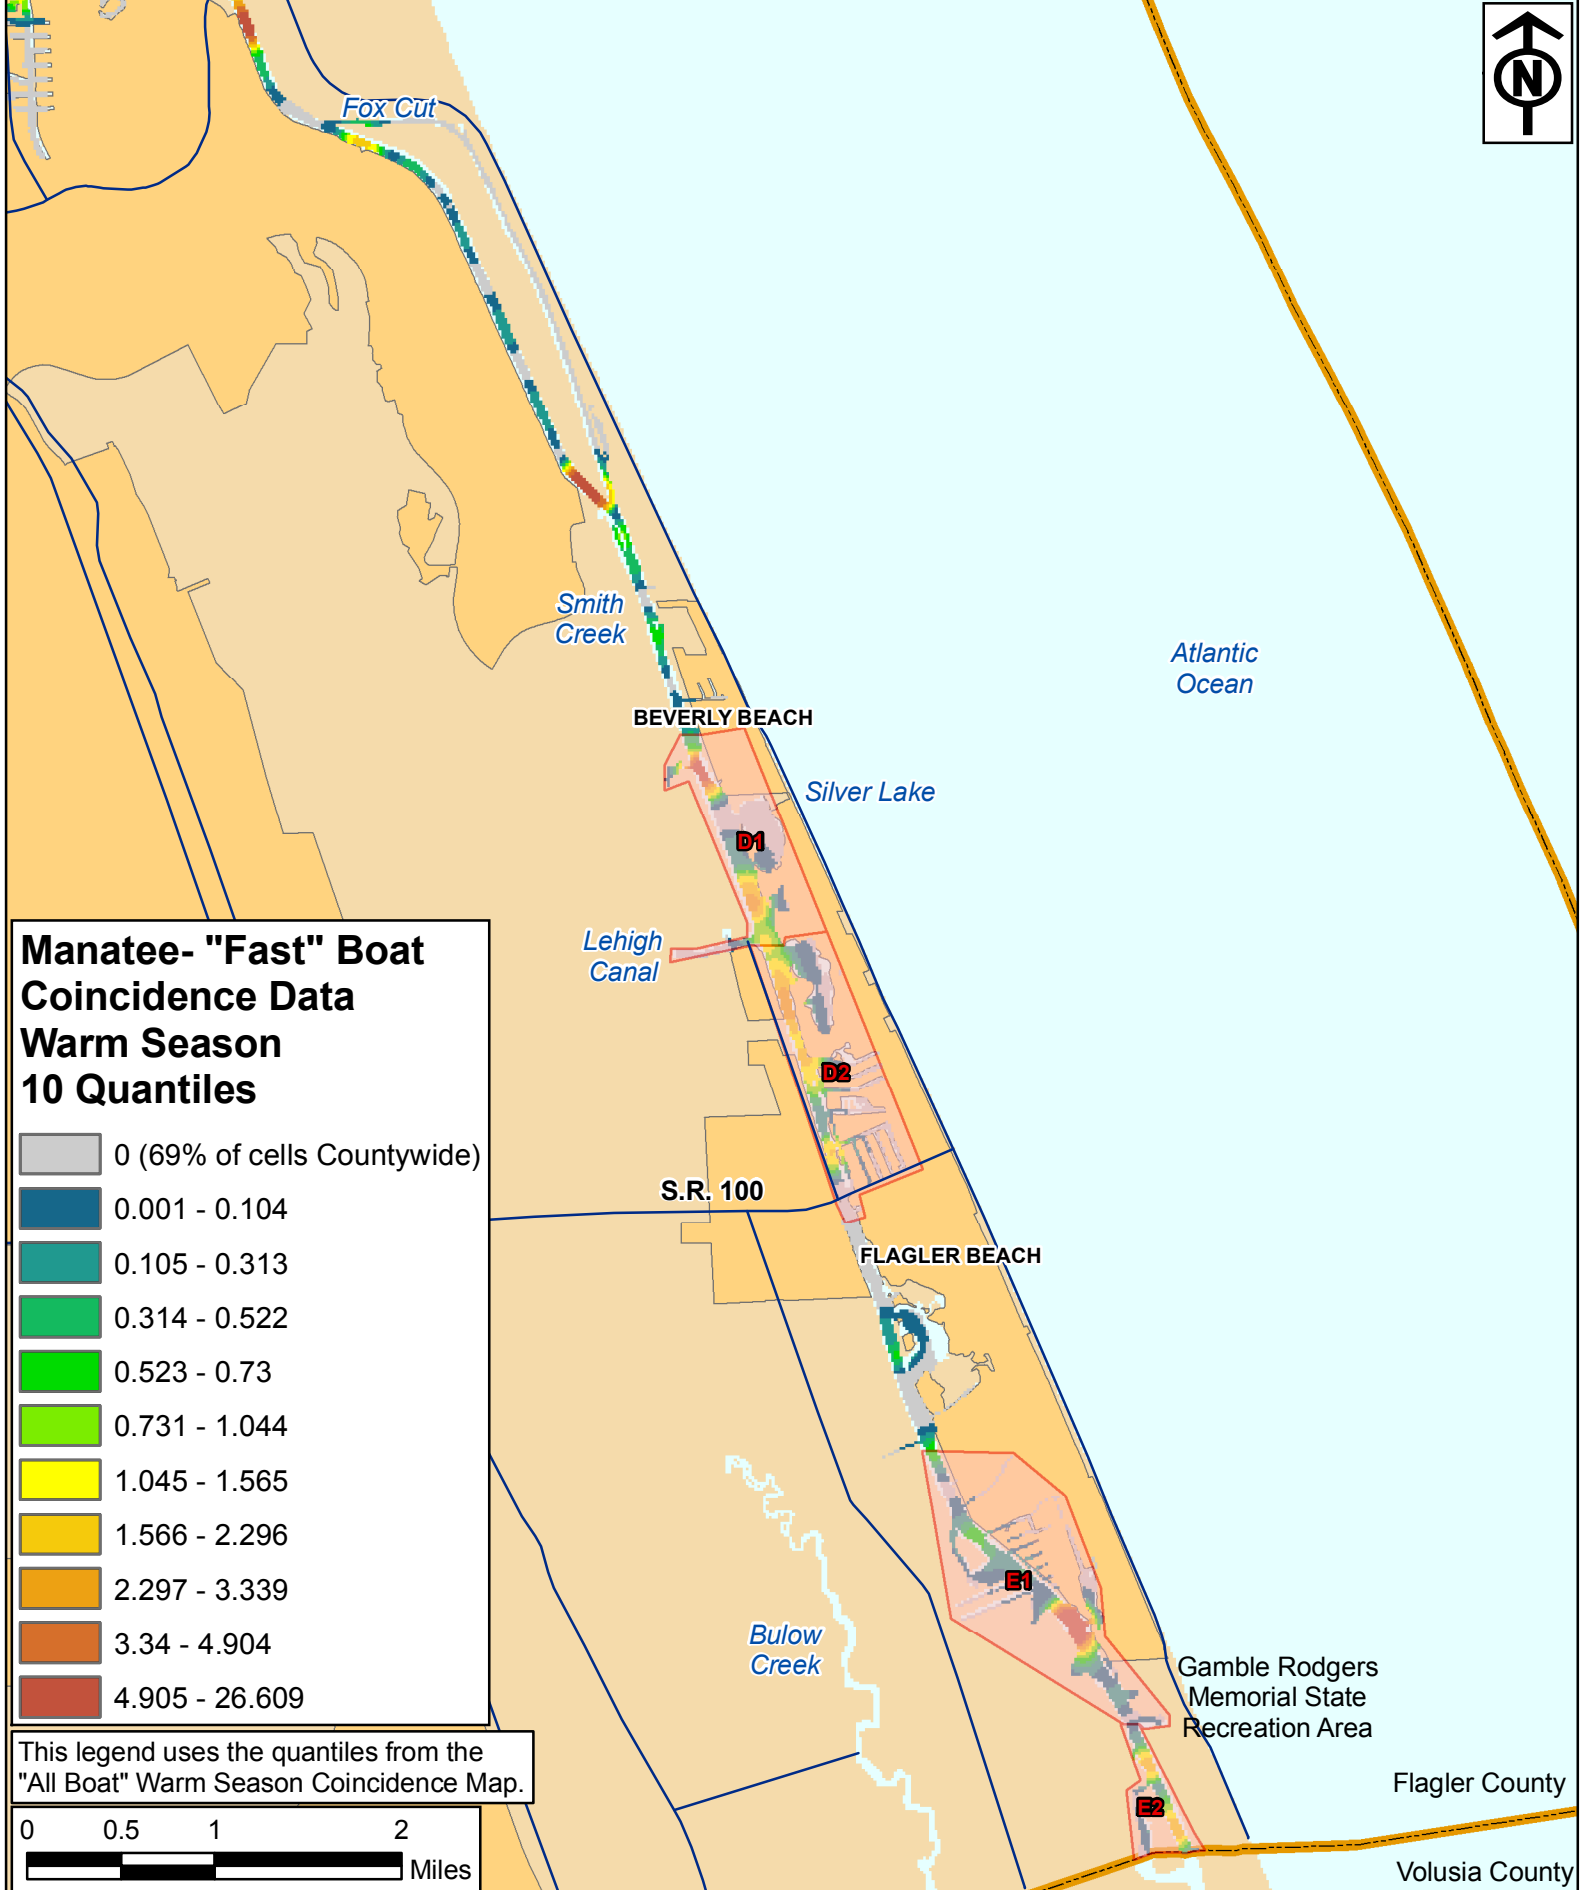 N
Fox Cut
Smith
Creek
Atlantic
Ocean
BEVERLY BEACH
Silver Lake
D1
Lehigh
Canal
D2
S.R. 100
FLAGLER BEACH
E1
Bulow
Creek
Gamble Rodgers
Memorial State
Recreation Area
E2
Flagler County
Volusia County
Manatee- "Fast" Boat
Coincidence Data
Warm Season
10 Quantiles
0 (69% of cells Countywide)
0.001 - 0.104
0.105 - 0.313
0.314 - 0.522
0.523 - 0.73
0.731 - 1.044
1.045 - 1.565
1.566 - 2.296
2.297 - 3.339
3.34 - 4.904
4.905 - 26.609
This legend uses the quantiles from the
"All Boat" Warm Season Coincidence Map.
0 0.5 1 2
Miles